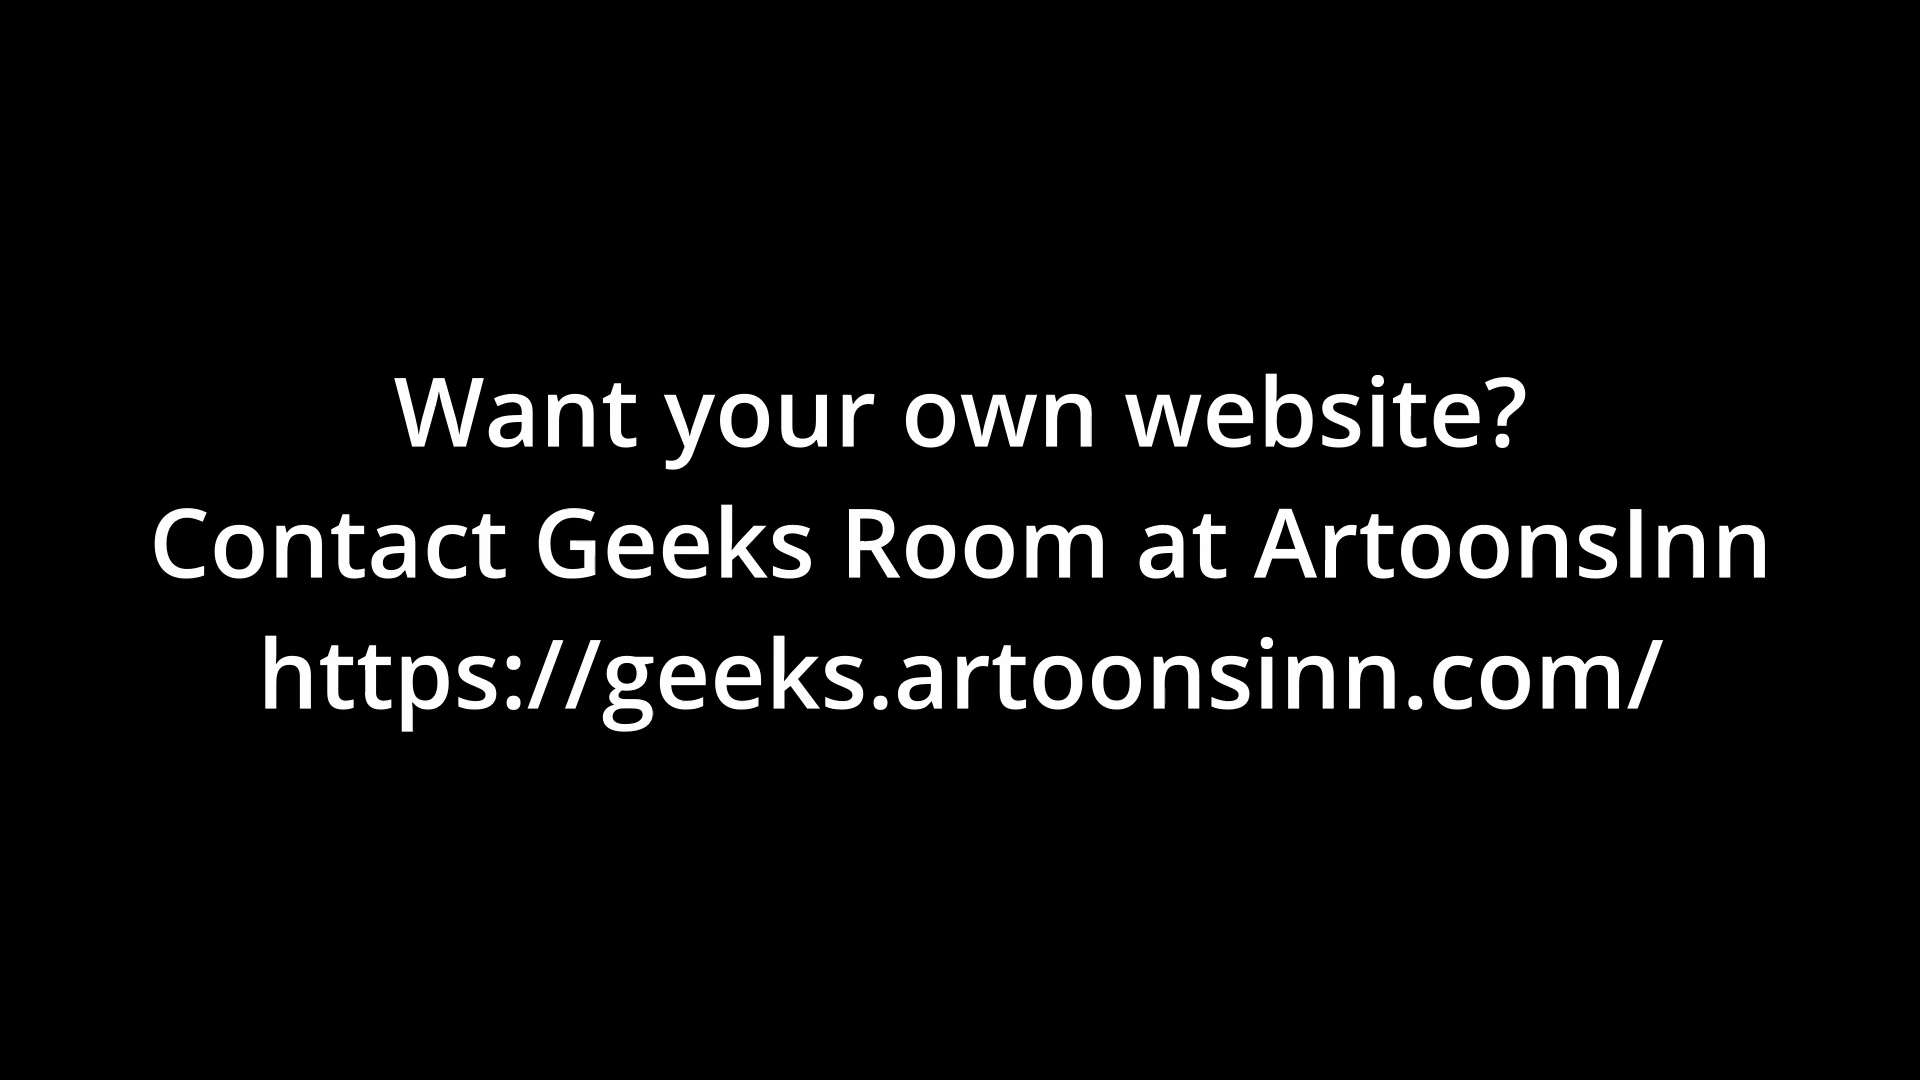 Want your own website?
Contact Geeks Room at ArtoonsInn
https://geeks.artoonsinn.com/